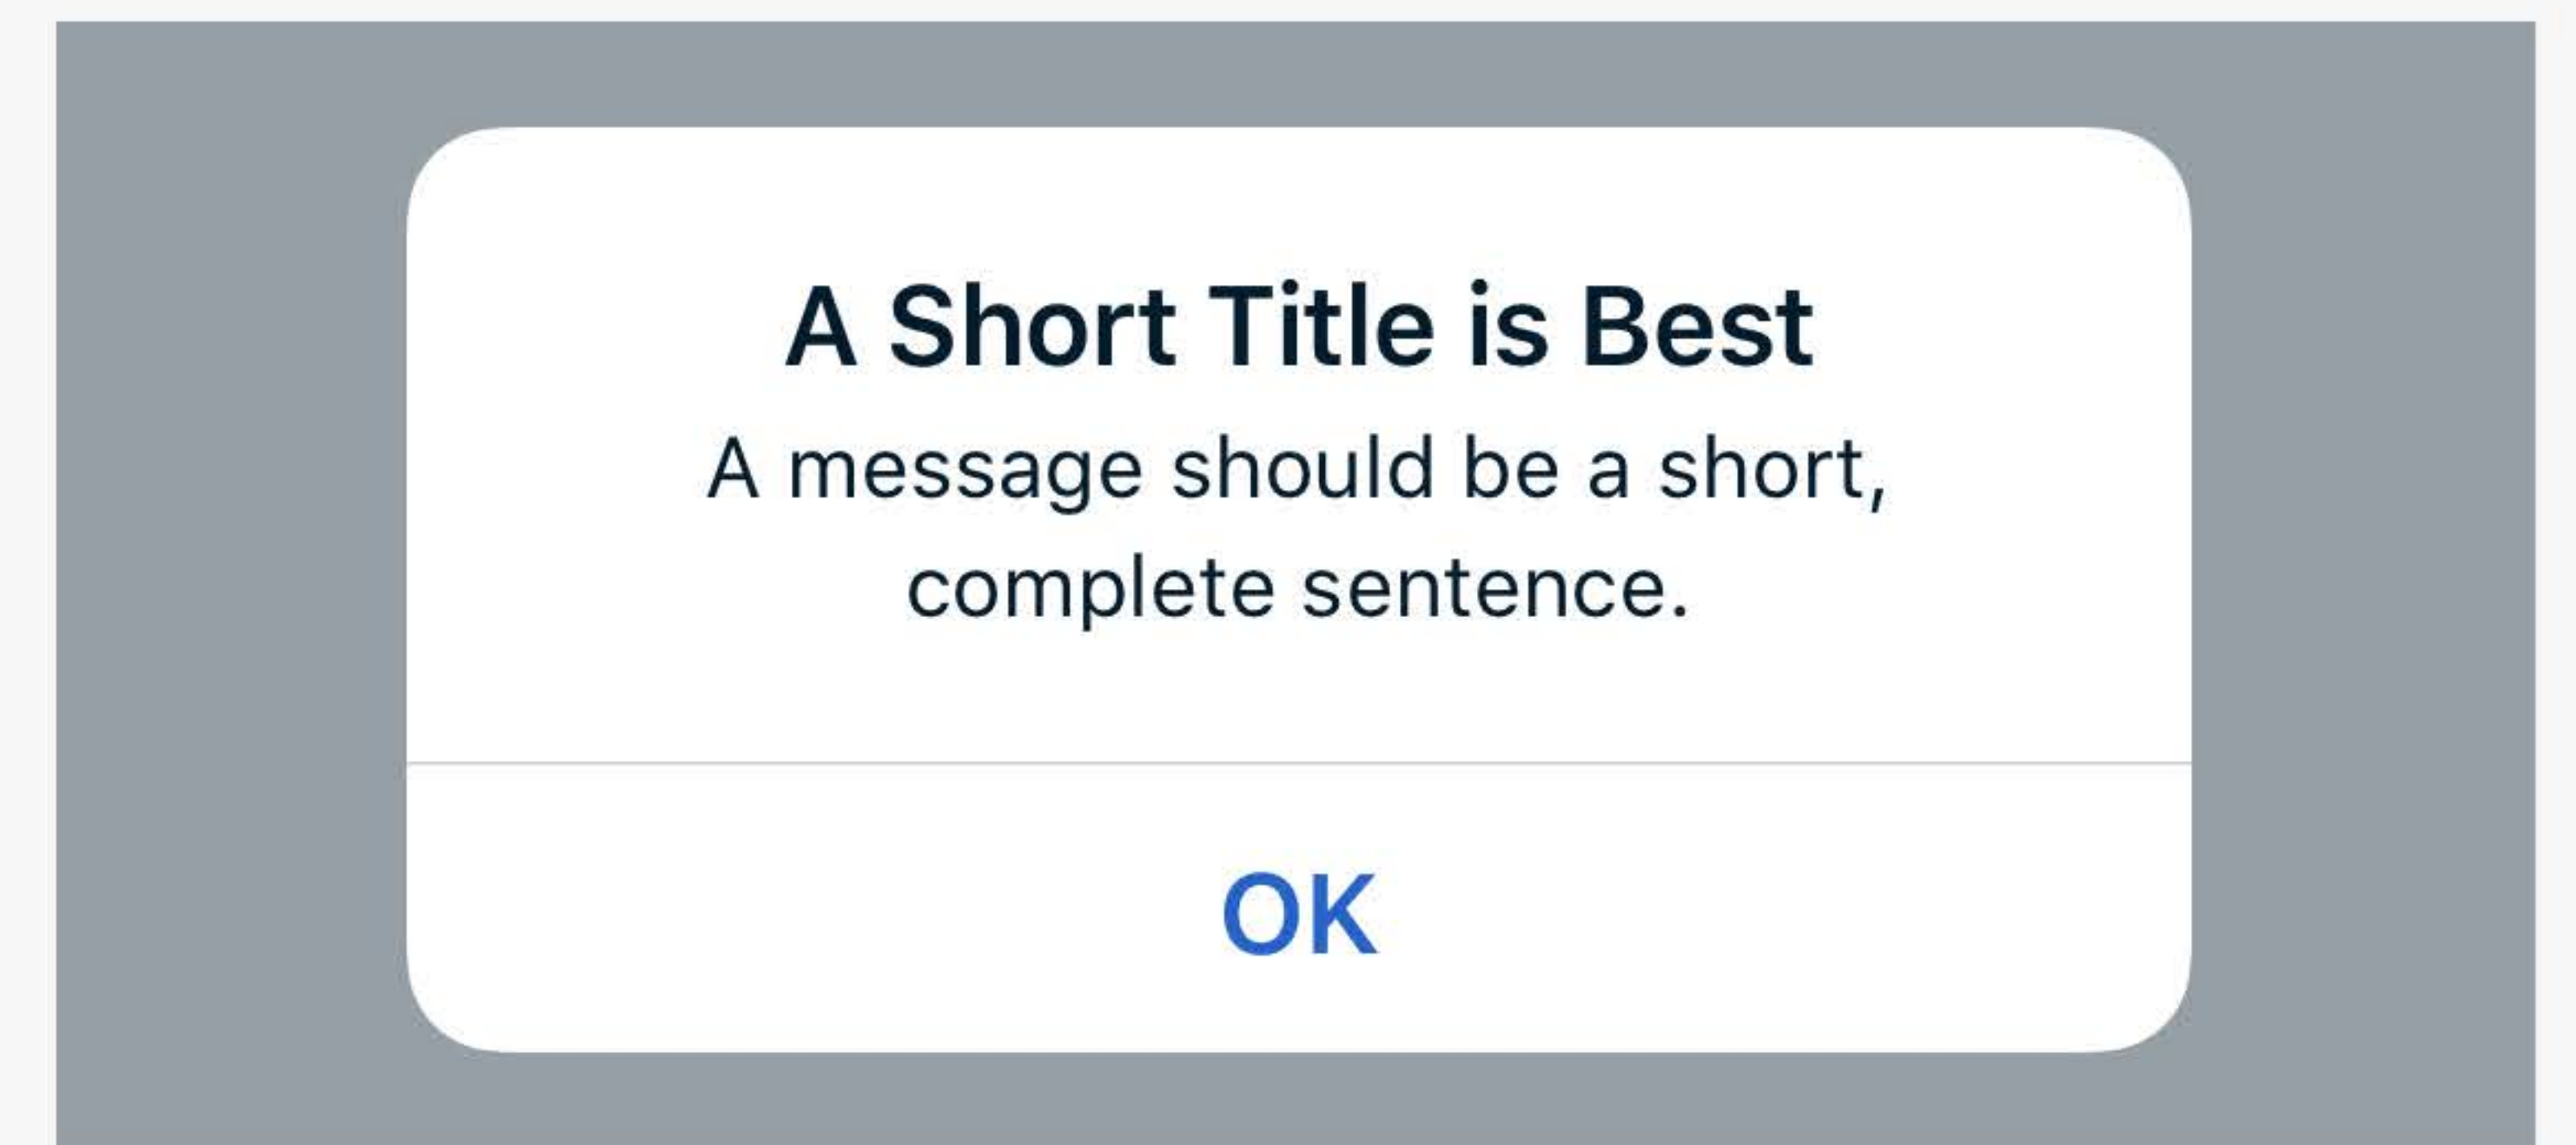 A Short Title is Best
A message should be a short,
complete sentence.
OK